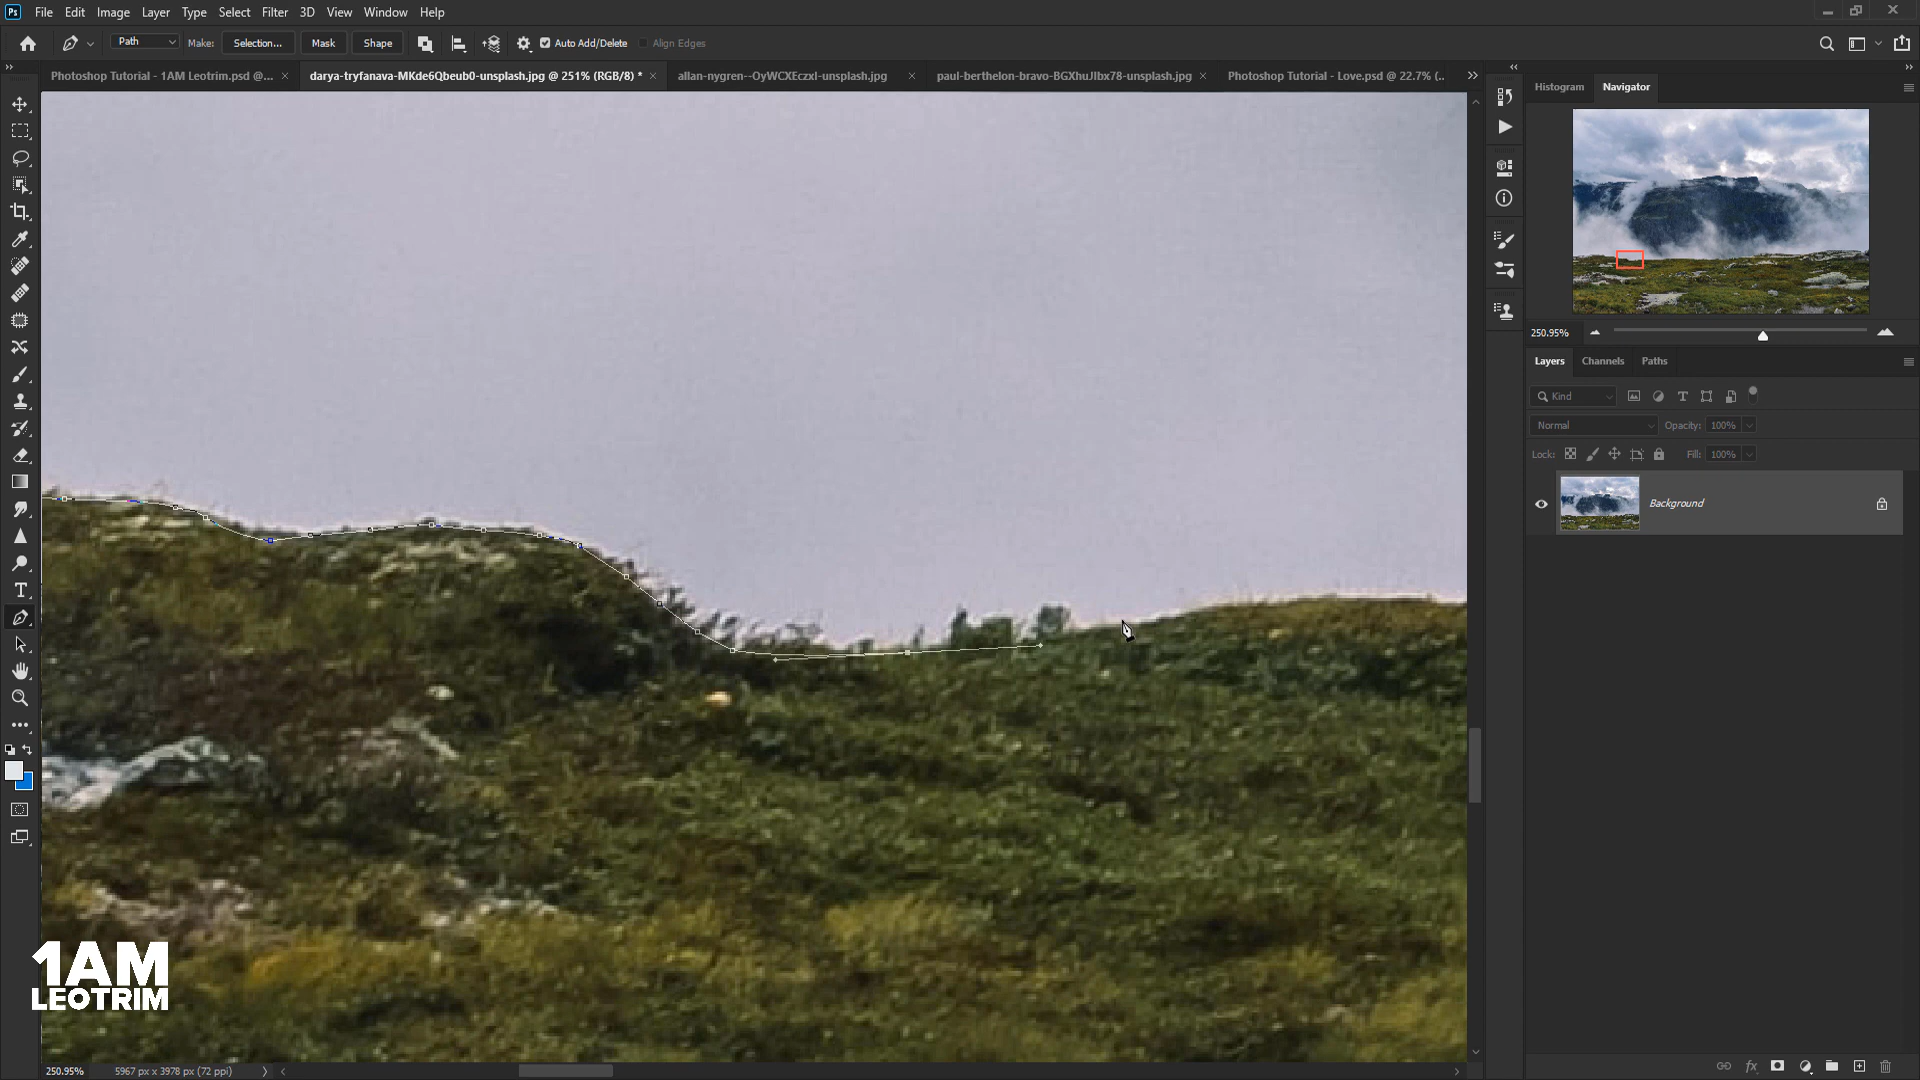 Ps File Edit Image Layer Type Select Filter 3D View Window Help
Path Make: Selection... Mask Shape Auto Add/Delete Align Edges
Photoshop Tutorial - 1AM Leotrim.psd @... darya-tryfanava-MKde6Qbeub0-unsplash.jpg @ 251% (RGB/8) * allan-nygren--OyWCXEczxI-unsplash.jpg paul-berthelon-bravo-BGXhuJlbx78-unsplash.jpg Photoshop Tutorial - Love.psd @ 22.7% (..
Histogram Navigator
250.95%
Layers Channels Paths
Kind
Normal Opacity: 100%
Lock: Fill: 100%
Background
1AM
LEOTRIM
250.95% 5967 px x 3978 px (72 ppi)